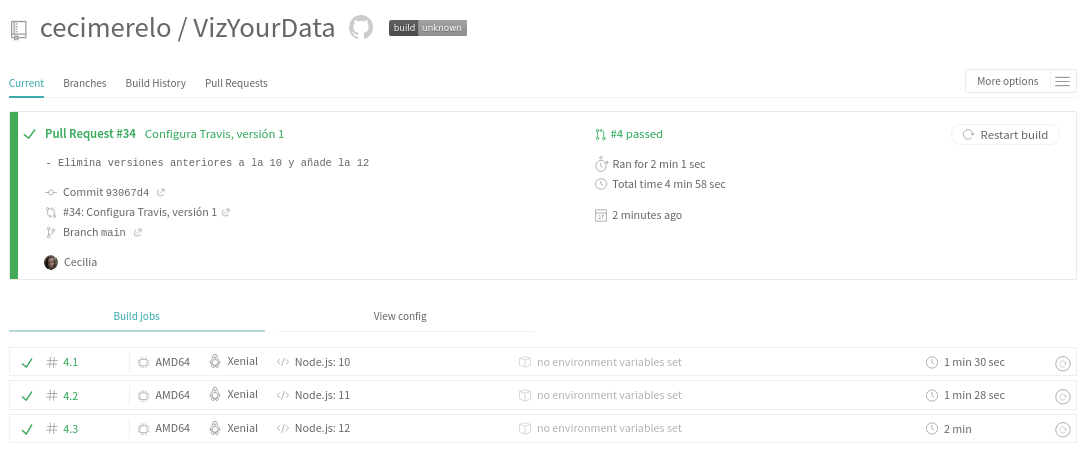 cecimerelo / VizYourData build unknown
Current Branches Build History Pull Requests More options
Pull Request #34 Configura Travis, versión 1
- Elimina versiones anteriores a la 10 y añade la 12
Commit 93067d4
#34: Configura Travis, versión 1
Branch main
Cecilia
#4 passed
Ran for 2 min 1 sec
Total time 4 min 58 sec
2 minutes ago
Restart build
Build jobs View config
# 4.1 AMD64 Xenial </> Node.js: 10 no environment variables set 1 min 30 sec
# 4.2 AMD64 Xenial </> Node.js: 11 no environment variables set 1 min 28 sec
# 4.3 AMD64 Xenial </> Node.js: 12 no environment variables set 2 min